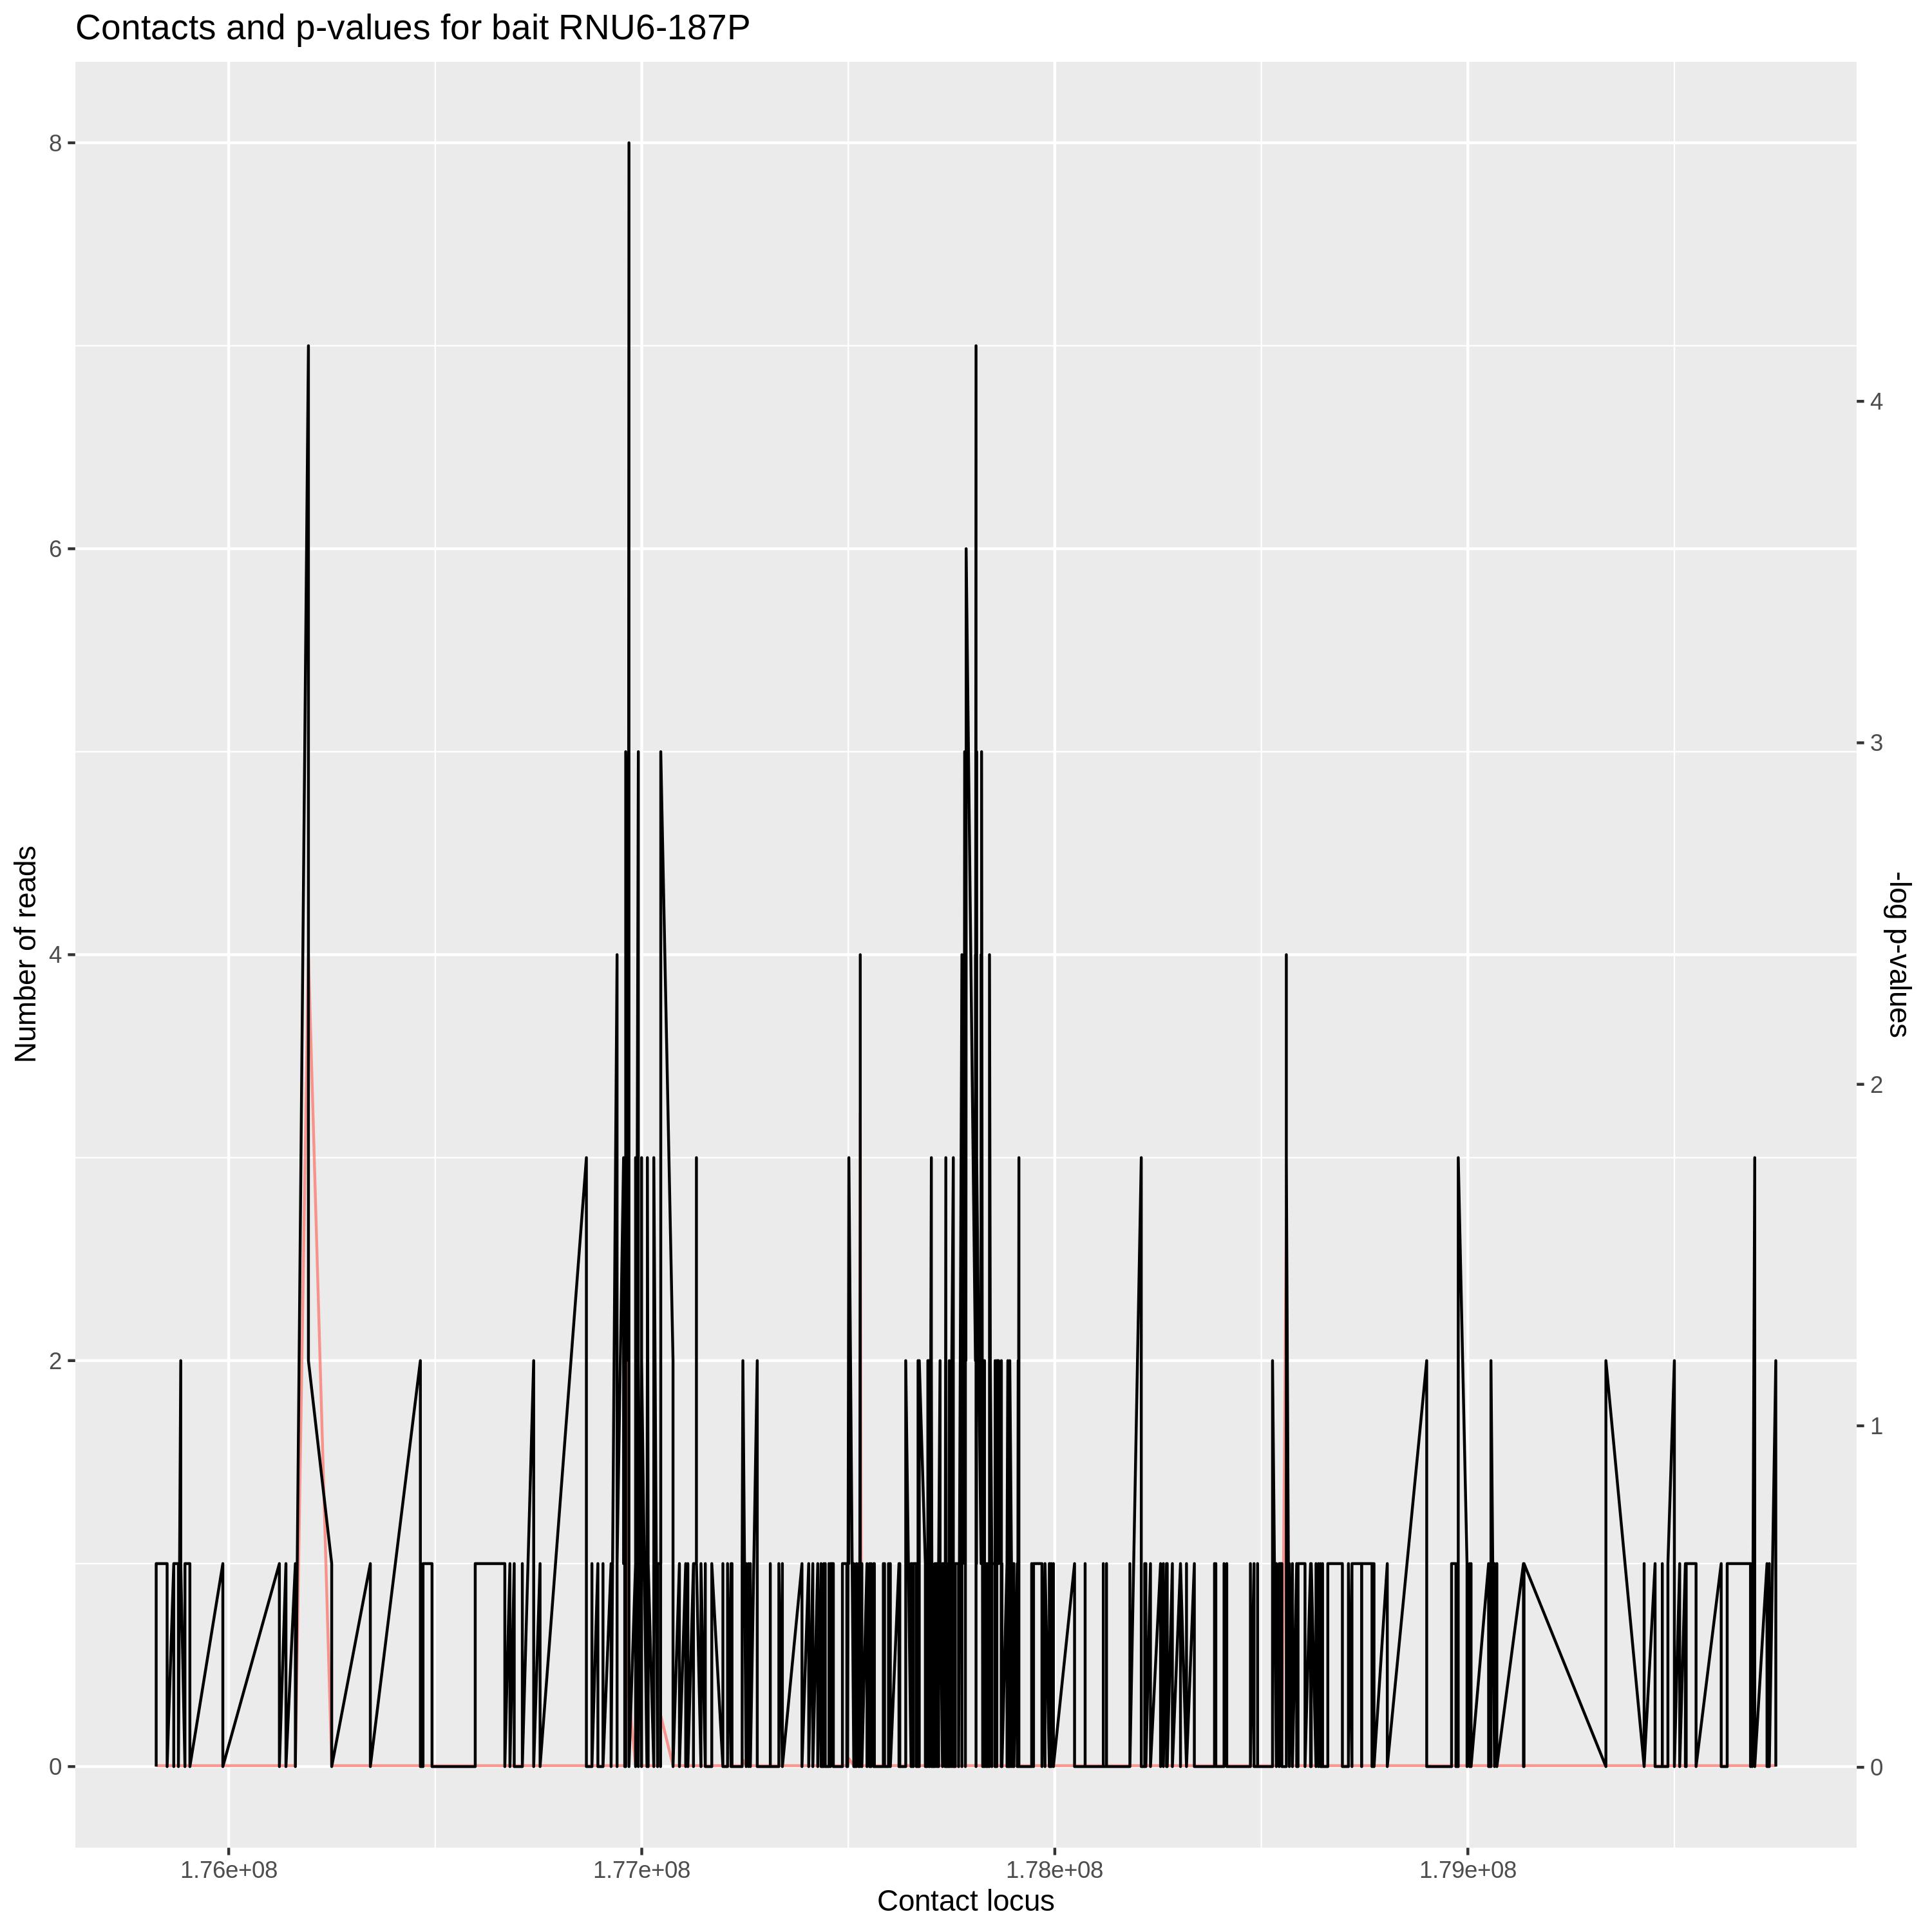 Contacts and p-values for bait RNU6-187P
8
6
4
2
0
Number of reads
4
3
2
1
0
-log p-values
1.76e+08
1.77e+08
1.78e+08
1.79e+08
Contact locus